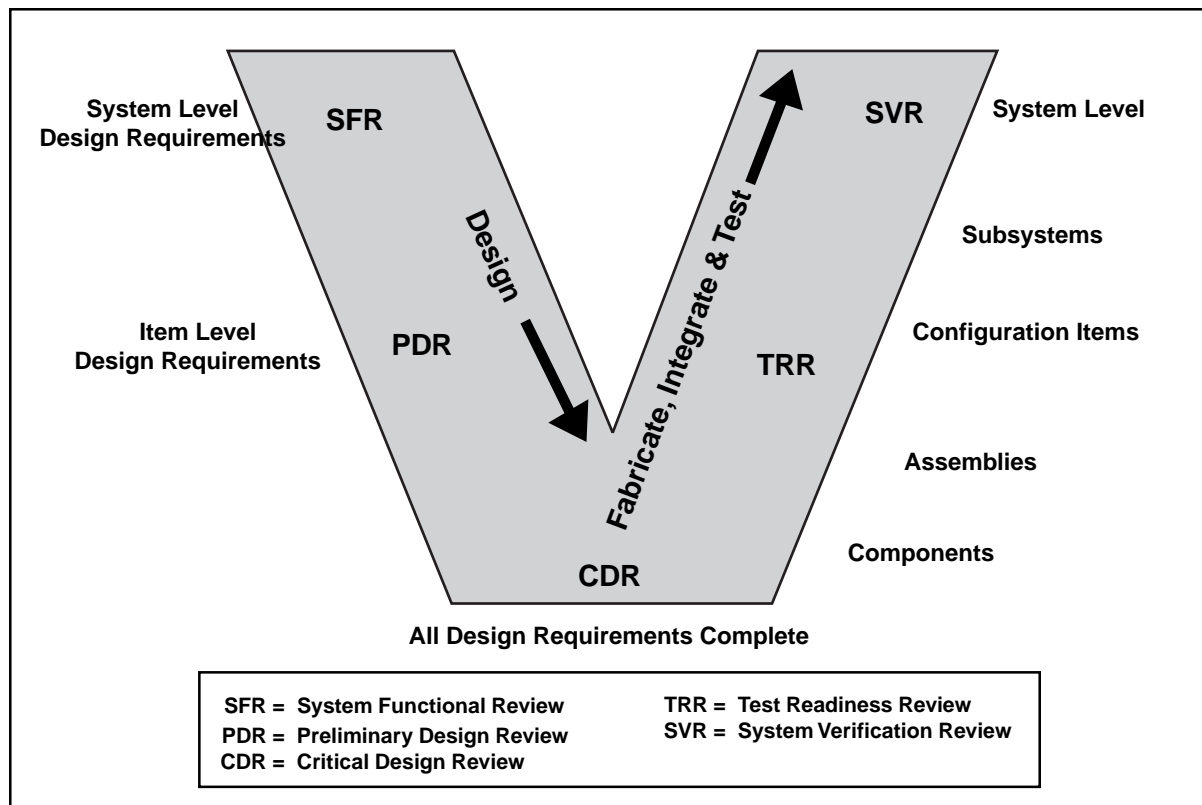 System Level
Design Requirements
SFR
SVR
System Level
Design
Fabricate, Integrate & Test
Subsystems
Item Level
Design Requirements
PDR
TRR
Configuration Items
Assemblies
Components
CDR
All Design Requirements Complete
SFR = System Functional Review
PDR = Preliminary Design Review
CDR = Critical Design Review
TRR = Test Readiness Review
SVR = System Verification Review